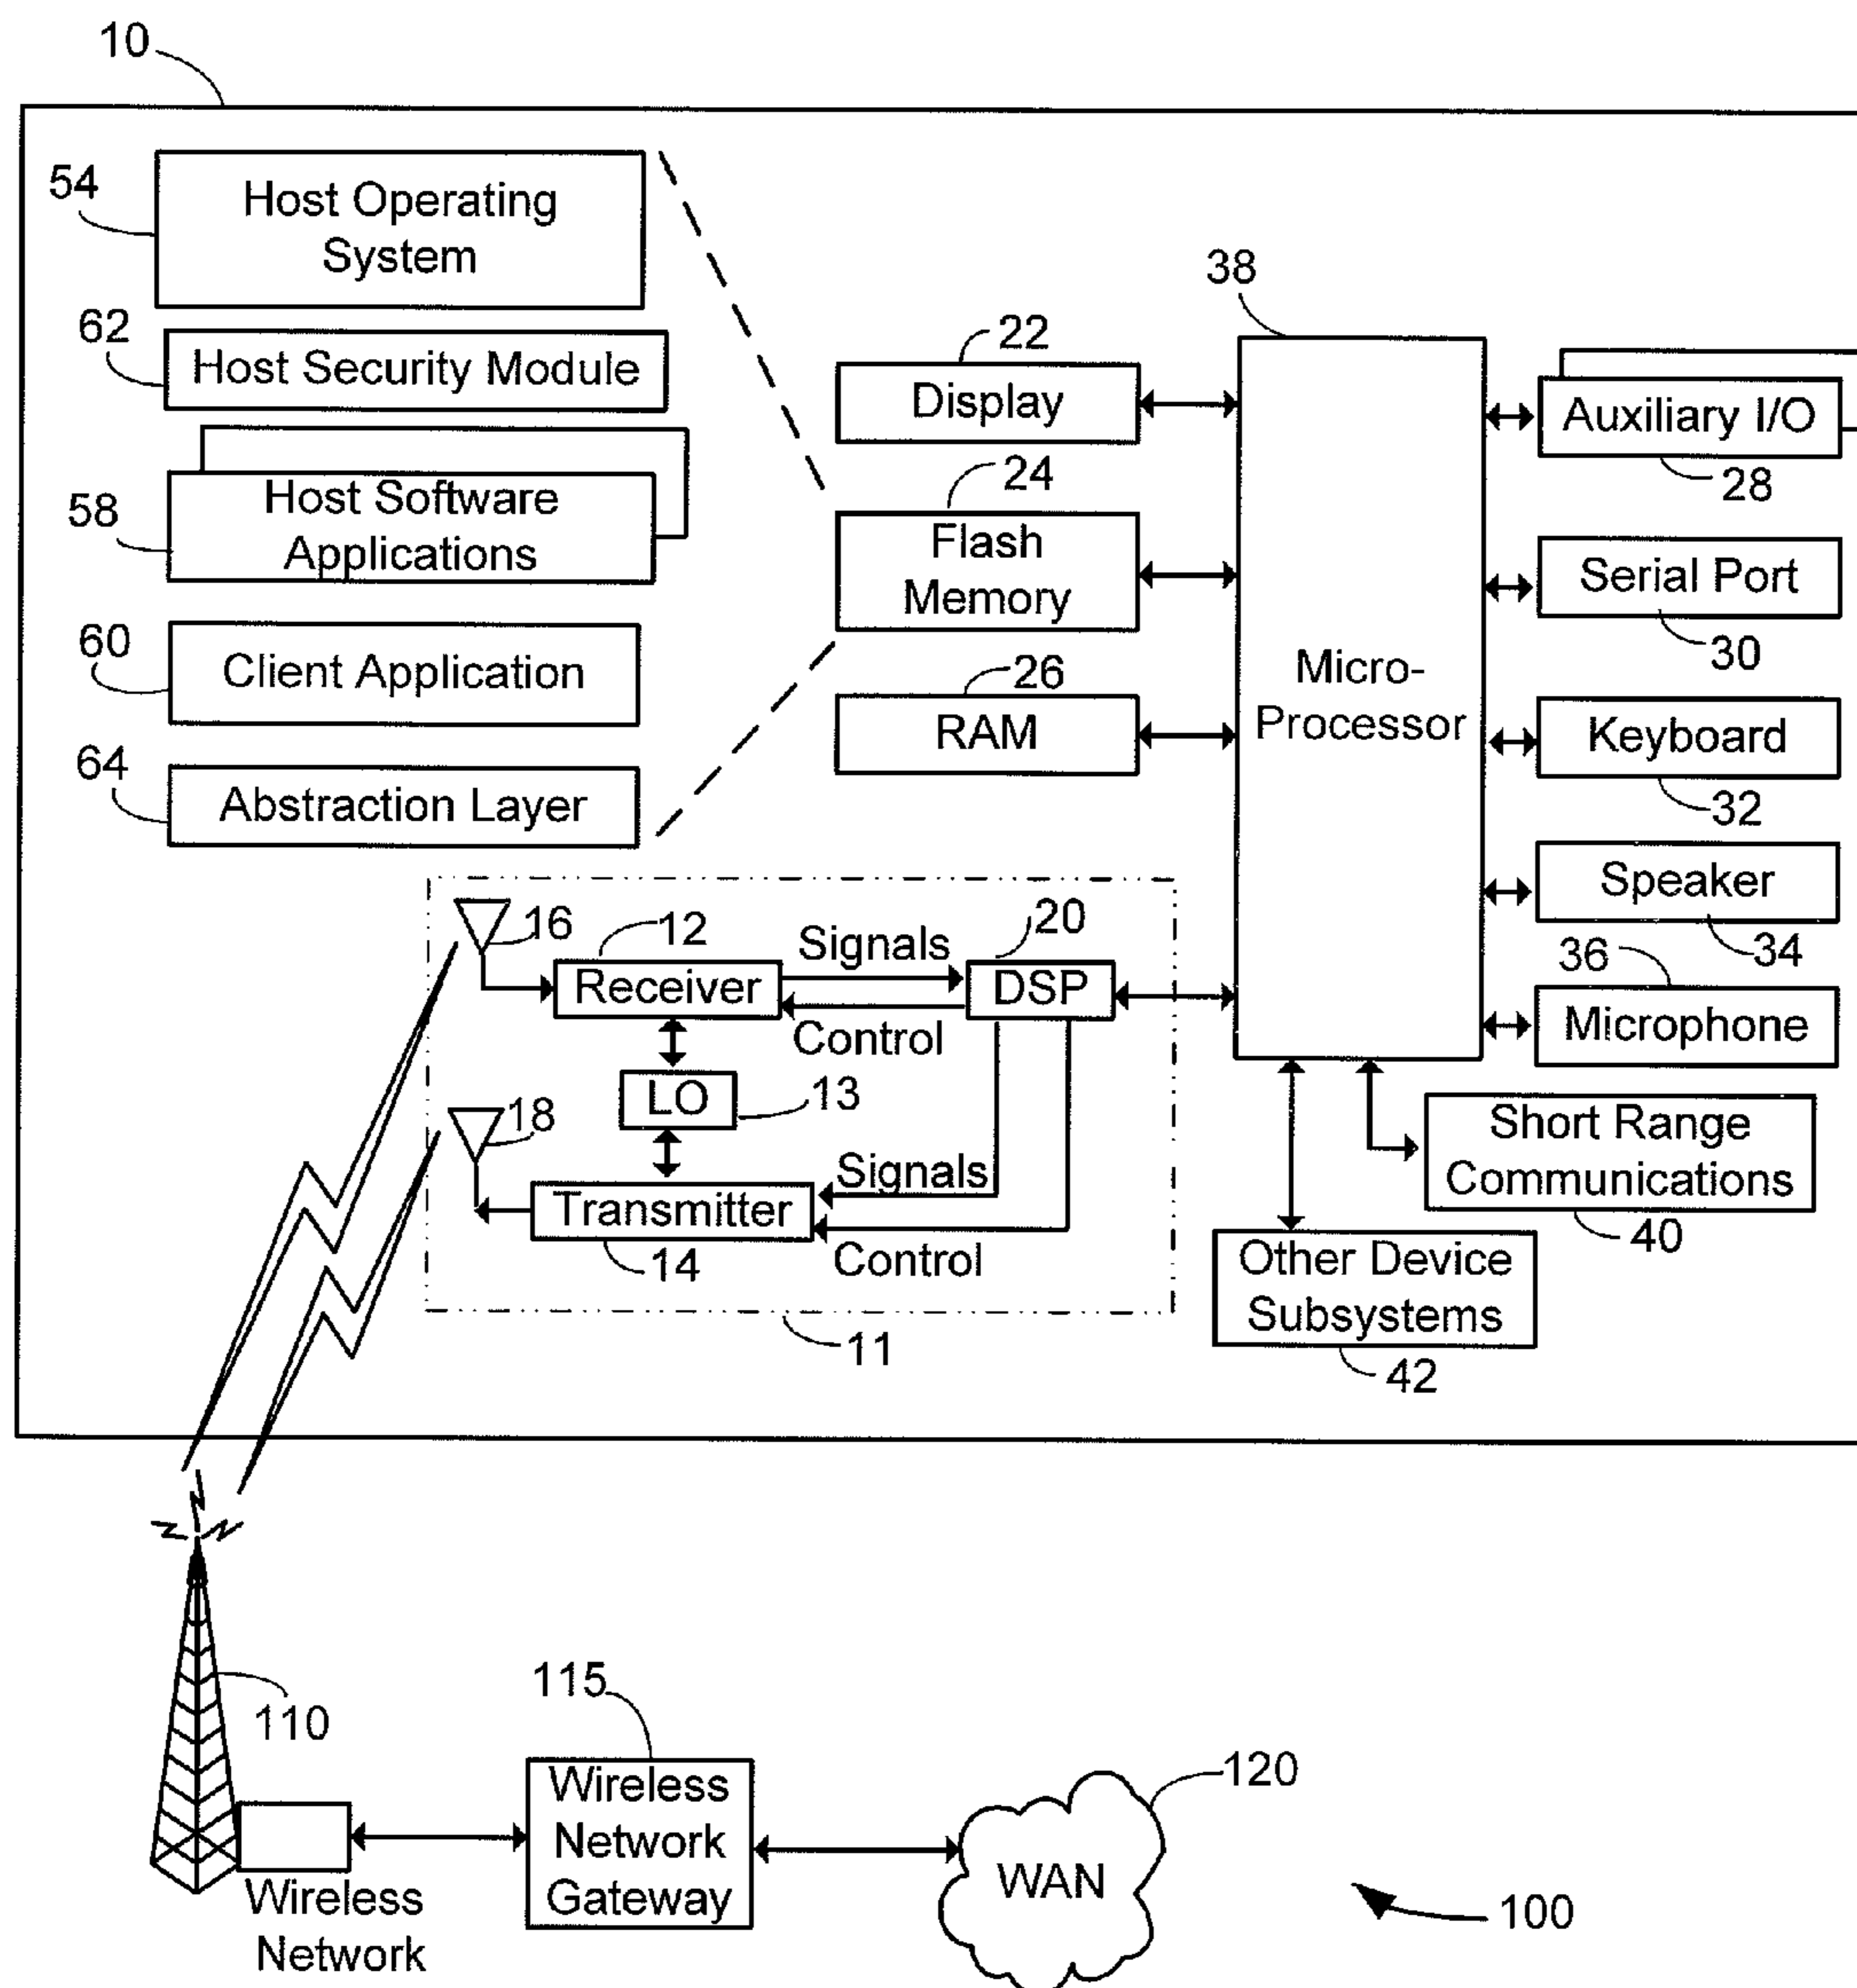 10
54
Host Operating
System
62
Host Security Module
58
Host Software
Applications
60
Client Application
64
Abstraction Layer
22
Display
24
Flash
Memory
26
RAM
38
Micro-
Processor
Auxiliary I/O
28
Serial Port
30
Keyboard
32
Speaker
34
36
Microphone
Short Range
Communications
40
Other Device
Subsystems
42
16
12
Receiver
Signals
Control
20
DSP
LO
13
18
Transmitter
14
Signals
Control
11
110
Wireless
Network
115
Wireless
Network
Gateway
120
WAN
100